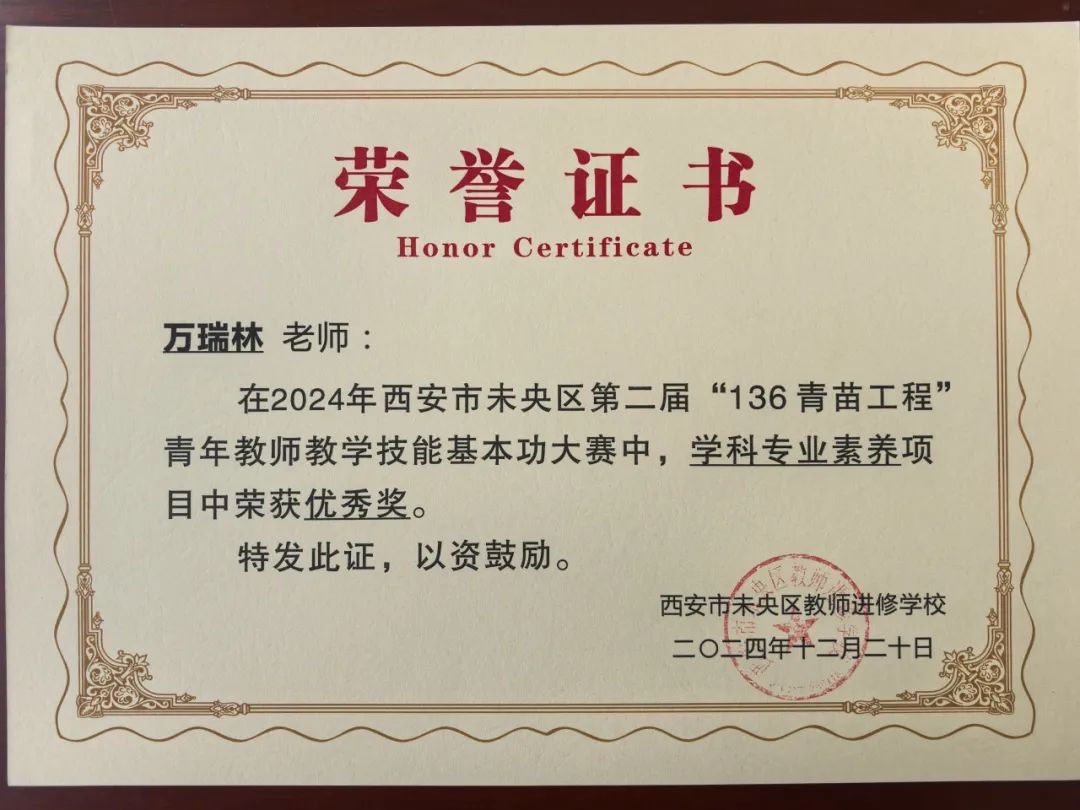 荣誉证书
Honor Certificate
万瑞林 老师：
在2024年西安市未央区第二届“136青苗工程”
青年教师教学技能基本功大赛中，学科专业素养项
目中荣获优秀奖。
特发此证，以资鼓励。
西安市未央区教师进修学校
二〇二四年十二月二十日